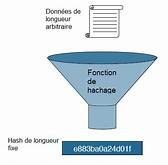 Données de
longueur
arbitraire
Fonction
de
hachage
Hash de longueur
fixe
e883ba0a24d01f